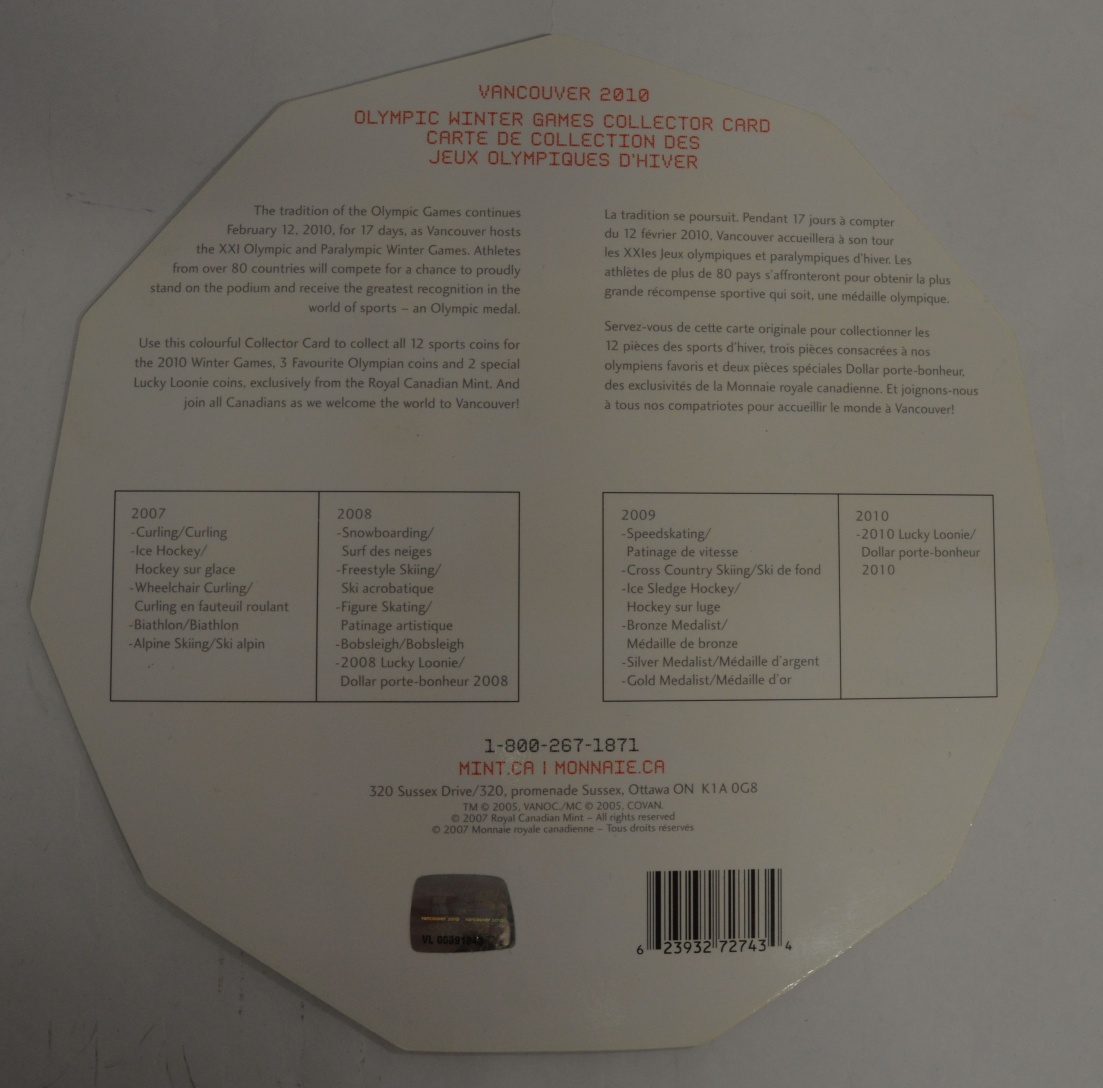 VANCOUVER 2010
OLYMPIC WINTER GAMES COLLECTOR CARD
CARTE DE COLLECTION DES
JEUX OLYMPIQUES D'HIVER
The tradition of the Olympic Games continues
February 12, 2010, for 17 days, as Vancouver hosts
the XXI Olympic and Paralympic Winter Games. Athletes
from over 80 countries will compete for a chance to proudly
stand on the podium and receive the greatest recognition in the
world of sports – an Olympic medal.
Use this colourful Collector Card to collect all 12 sports coins for
the 2010 Winter Games, 3 Favourite Olympian coins and 2 special
Lucky Loonie coins, exclusively from the Royal Canadian Mint. And
join all Canadians as we welcome the world to Vancouver!
La tradition se poursuit. Pendant 17 jours à compter
du 12 février 2010, Vancouver accueillera à son tour
les XXIes Jeux olympiques et paralympiques d'hiver. Les
athlètes de plus de 80 pays s'affronteront pour obtenir la plus
grande récompense sportive qui soit, une médaille olympique.
Servez-vous de cette carte originale pour collectionner les
12 pièces des sports d'hiver, trois pièces consacrées à nos
olympiens favoris et deux pièces spéciales Dollar porte-bonheur,
des exclusivités de la Monnaie royale canadienne. Et joignons-nous
à tous nos compatriotes pour accueillir le monde à Vancouver!
2007
-Curling/Curling
-Ice Hockey/
Hockey sur glace
-Wheelchair Curling/
Curling en fauteuil roulant
-Biathlon/Biathlon
-Alpine Skiing/Ski alpin
2008
-Snowboarding/
Surf des neiges
-Freestyle Skiing/
Ski acrobatique
-Figure Skating/
Patinage artistique
-Bobsleigh/Bobsleigh
-2008 Lucky Loonie/
Dollar porte-bonheur 2008
2009
-Speedskating/
Patinage de vitesse
-Cross Country Skiing/Ski de fond
-Ice Sledge Hockey/
Hockey sur luge
-Bronze Medalist/
Médaille de bronze
-Silver Medalist/Médaille d'argent
-Gold Medalist/Médaille d'or
2010
-2010 Lucky Loonie/
Dollar porte-bonheur
2010
1-800-267-1871
MINT.CA | MONNAIE.CA
320 Sussex Drive/320, promenade Sussex, Ottawa ON K1A 0G8
TM © 2005, VANOC./MC © 2005, COVAN.
© 2007 Royal Canadian Mint – All rights reserved
© 2007 Monnaie royale canadienne – Tous droits réservés
VL
6 23932 72743 4